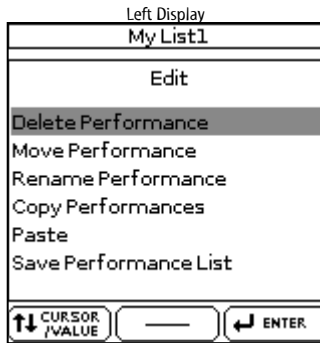 Left Display
My List1
Edit
Delete Performance
Move Performance
Rename Performance
Copy Performances
Paste
Save Performance List
CURSOR
/VALUE
ENTER